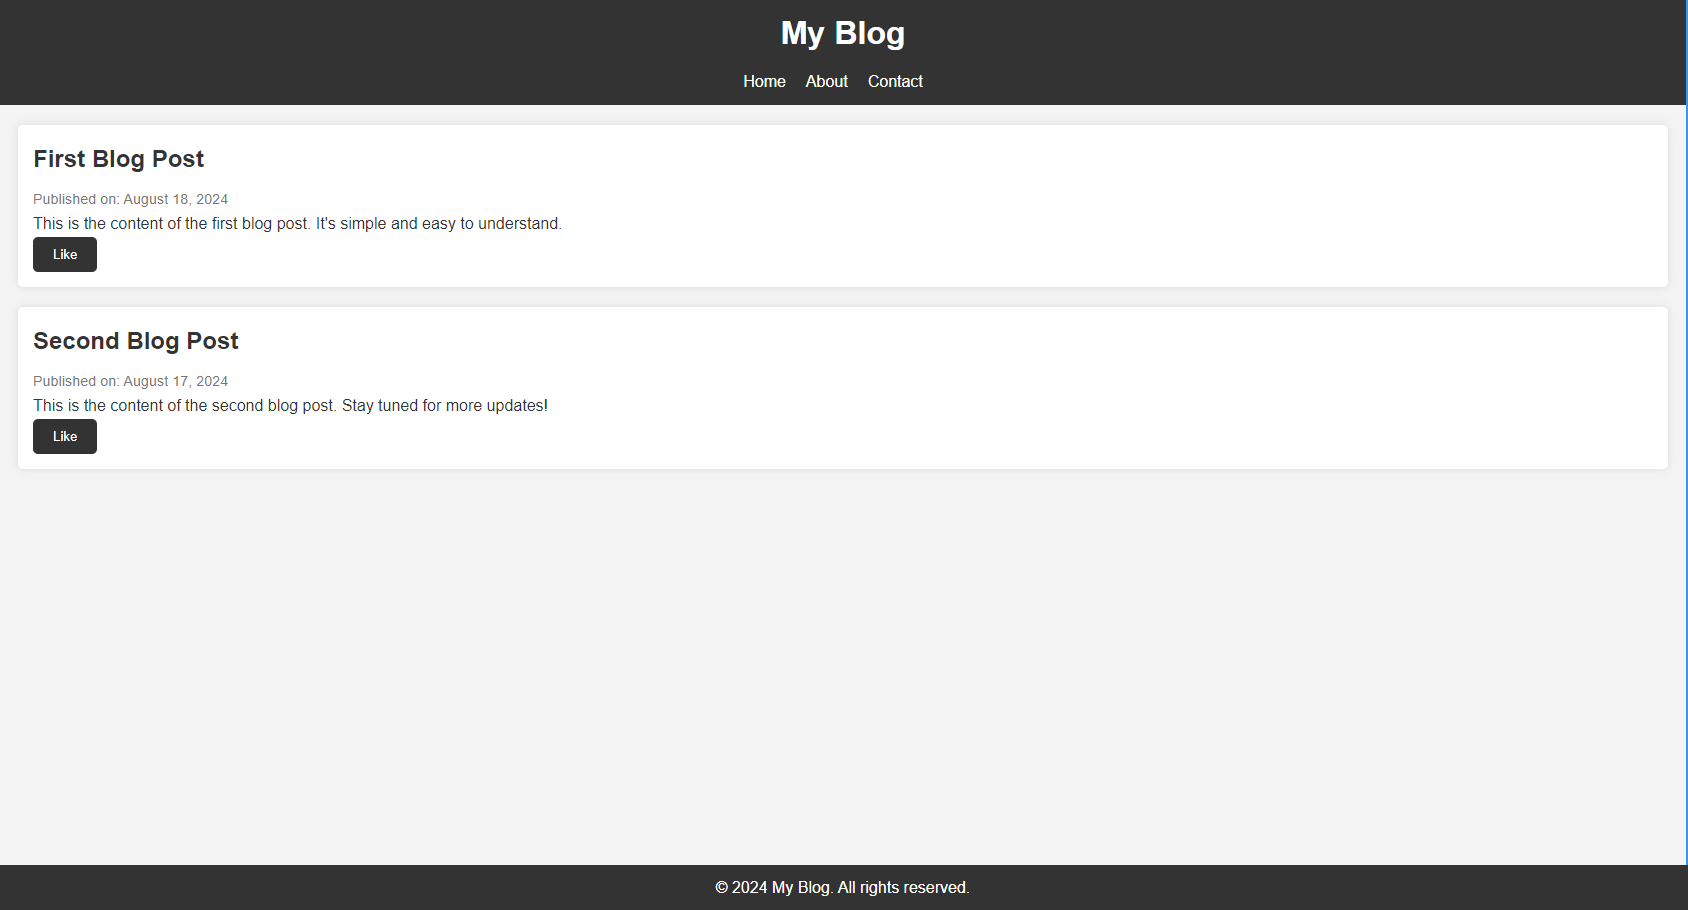 My Blog
Home About Contact
First Blog Post
Published on: August 18, 2024
This is the content of the first blog post. It's simple and easy to understand.
Like
Second Blog Post
Published on: August 17, 2024
This is the content of the second blog post. Stay tuned for more updates!
Like
© 2024 My Blog. All rights reserved.